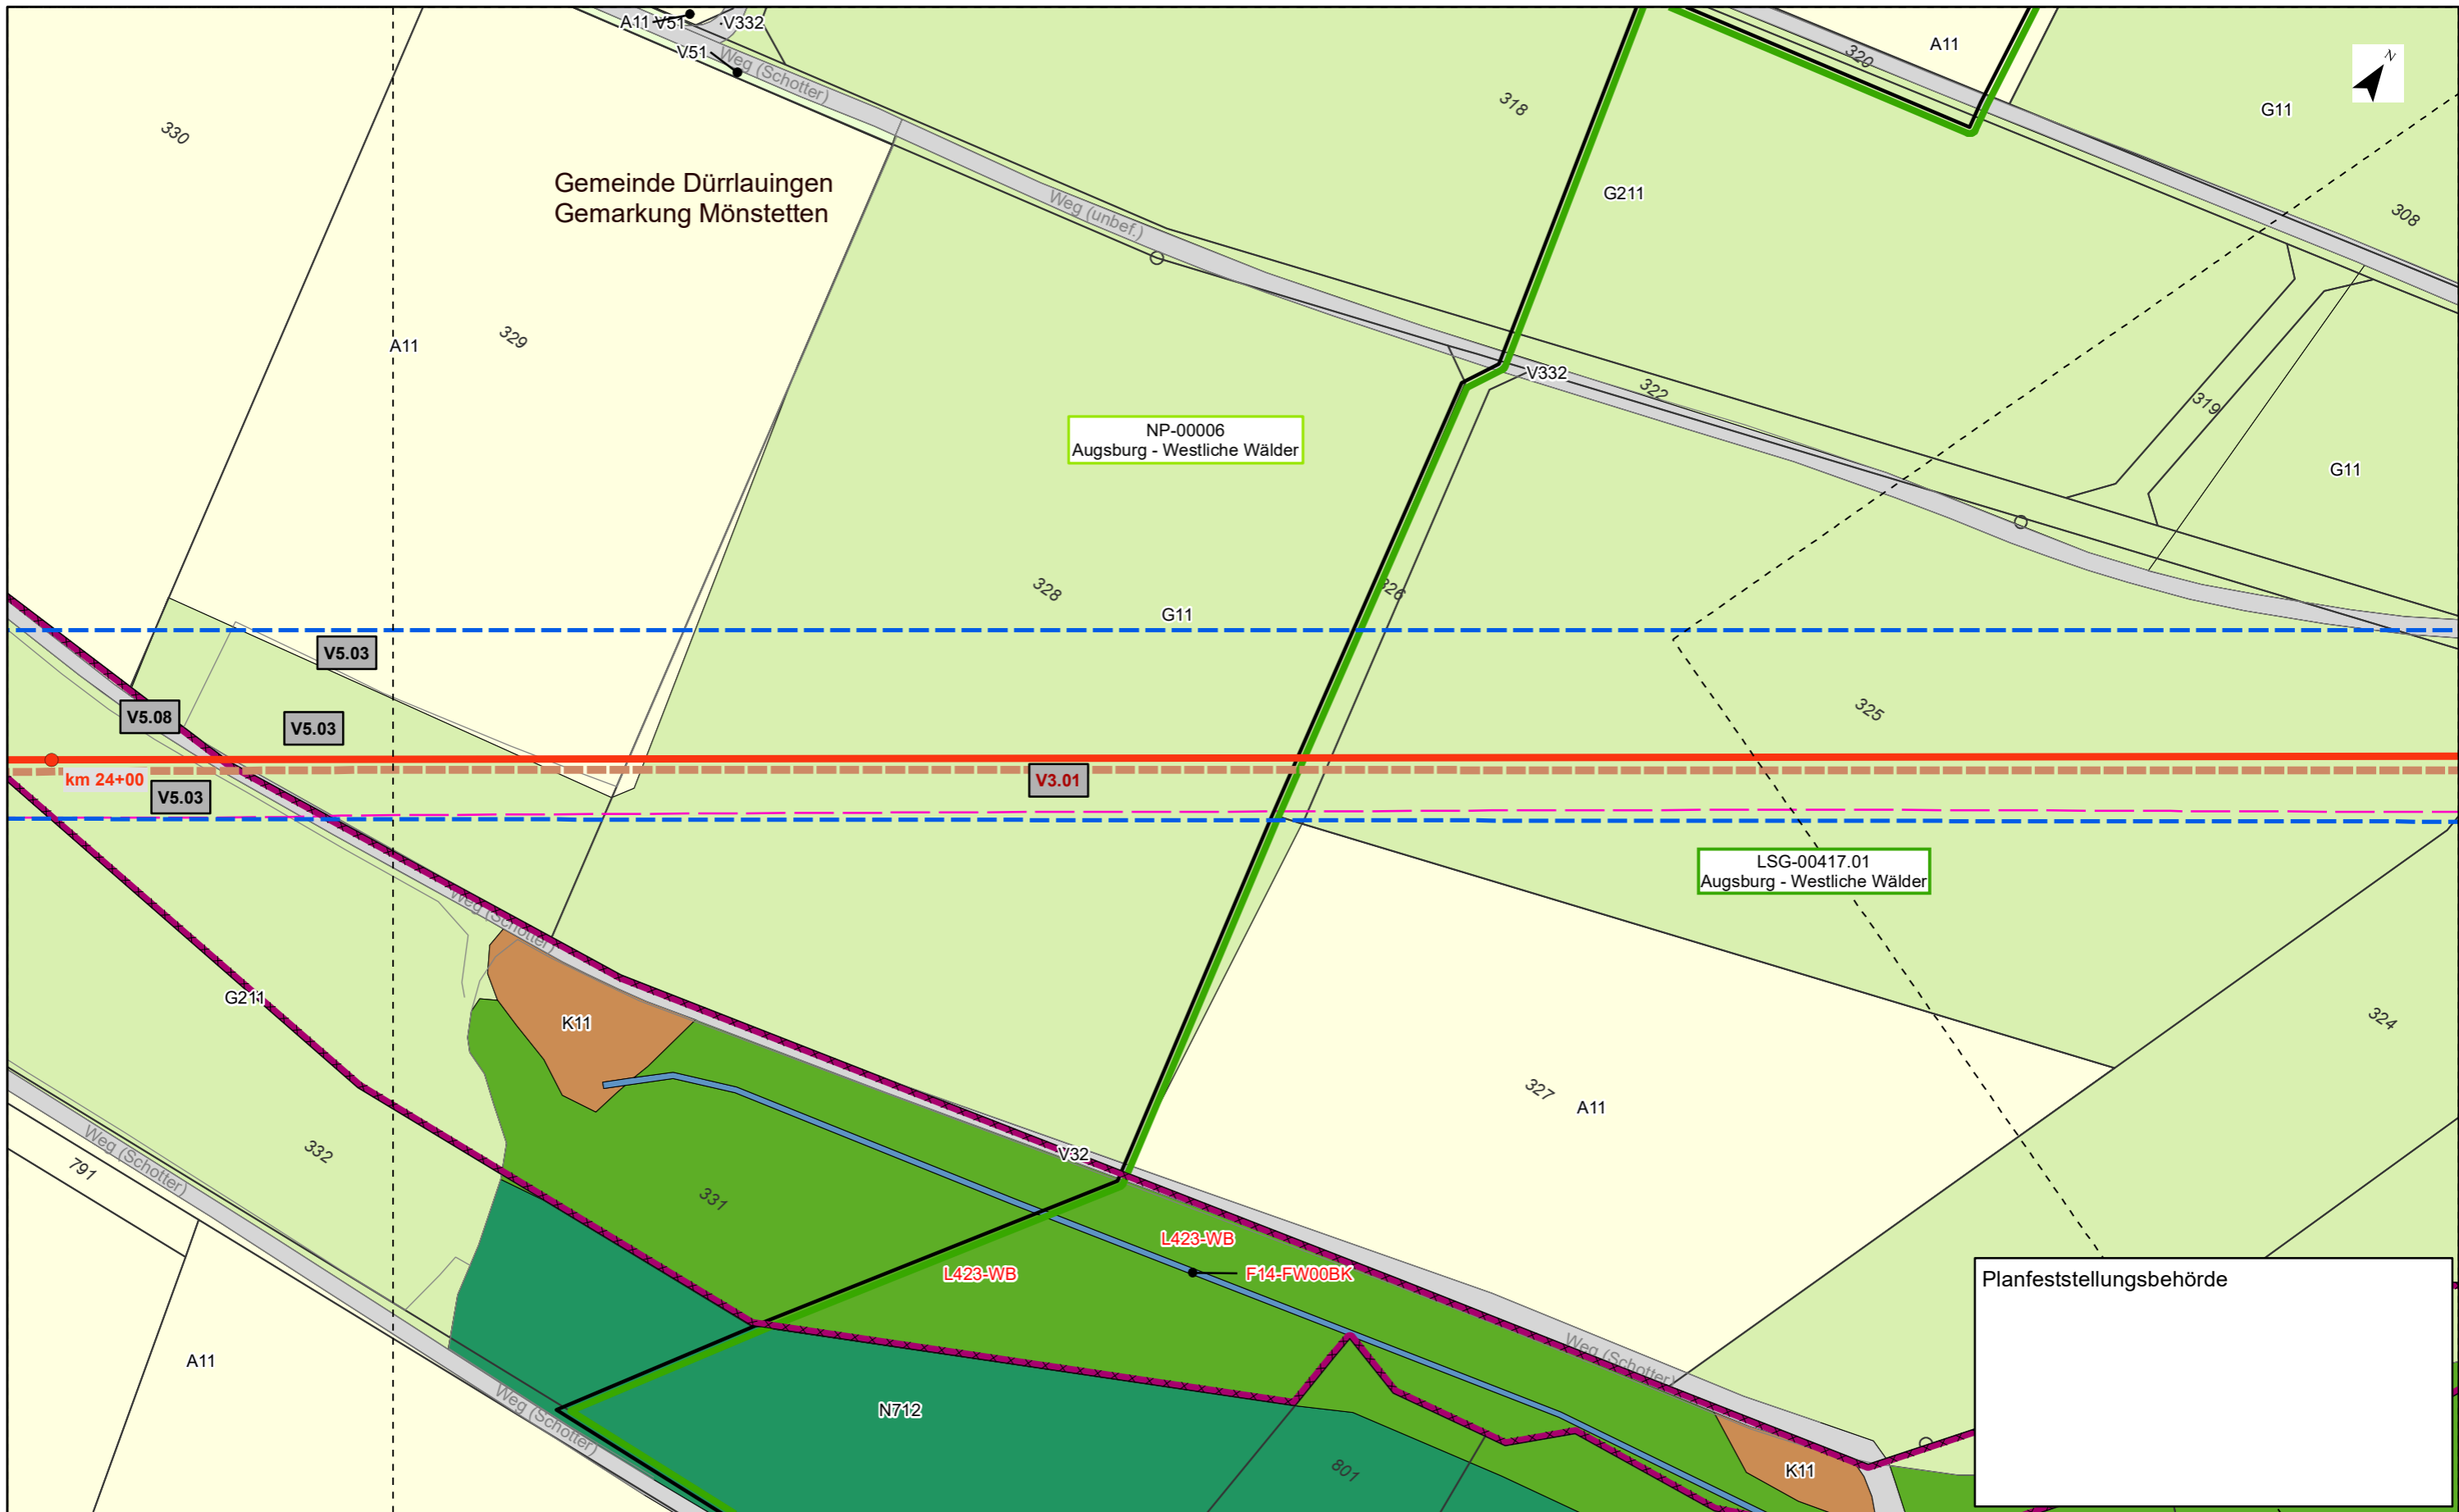 A11
V51
V332
V51
Weg (Schotter)
320
A11
N
G11
318
330
Gemeinde Dürrlauingen
Gemarkung Mönstetten
G211
Weg (unbef.)
308
329
A11
V332
322
319
NP-00006
Augsburg - Westliche Wälder
G11
328
326
G11
V5.03
V5.08
V5.03
325
km 24+00
V5.03
V3.01
LSG-00417.01
Augsburg - Westliche Wälder
Weg (Schotter)
G211
K11
324
327
A11
Weg (Schotter)
332
791
V32
331
L423-WB
L423-WB
F14-FW00BK
Planfeststellungsbehörde
A11
Weg (Schotter)
Weg (Schotter)
N712
801
K11